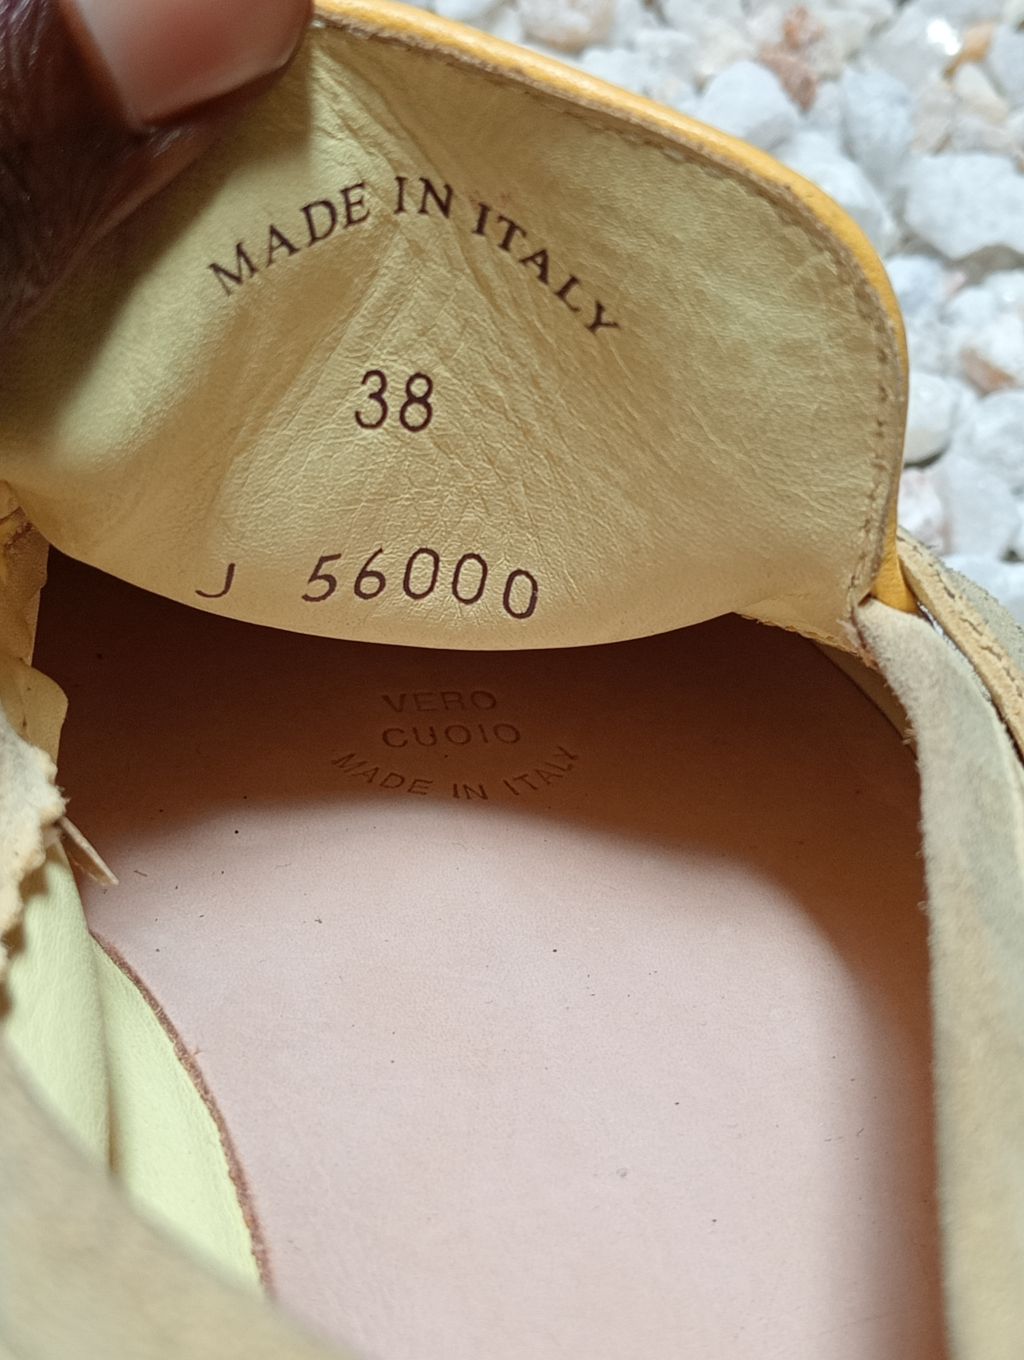 MADE IN ITALY
38
J 56000
VERO
CUOIO
MADE IN ITALY